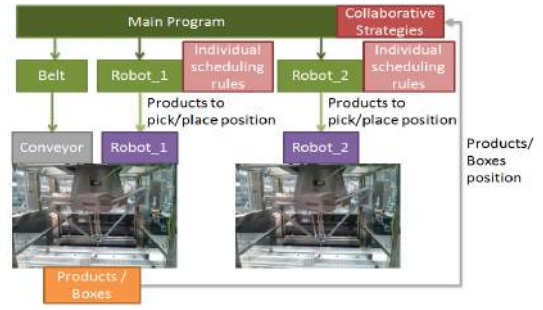 Main Program
Collaborative
Strategies
Belt
Robot_1
Individual
scheduling
rules
Robot_2
Individual
scheduling
rules
Products to
pick/place position
Products to
pick/place position
Conveyor
Robot_1
Robot_2
Products/
Boxes
position
Products /
Boxes